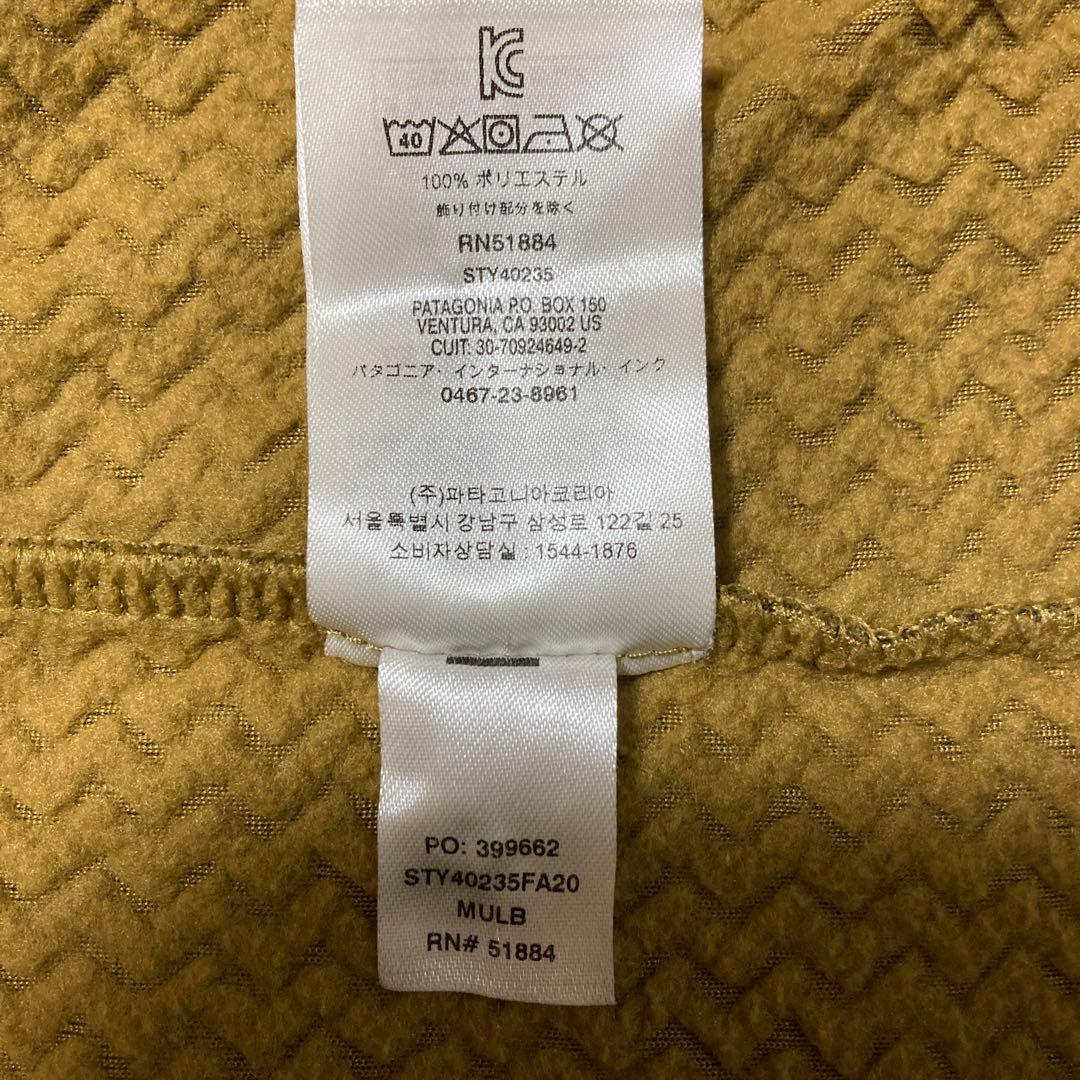 KC
40
100% ポリエステル
飾り付け部分を除く
RN51884
STY40235
PATAGONIA P.O. BOX 150
VENTURA, CA 93002 US
CUIT: 30-70924649-2
パタゴニア・インターナショナル・インク
0467-23-8961
(주)파타고니아코리아
서울특별시 강남구 삼성로 122길 25
소비자상담실 : 1544-1876
PO: 399662
STY40235FA20
MULB
RN# 51884